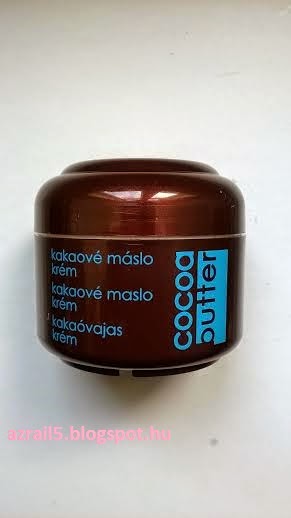 kakaové máslo
krém
kakaové maslo
krém
kakaóvajas
krém
cocoa
butter
azrail5.blogspot.hu